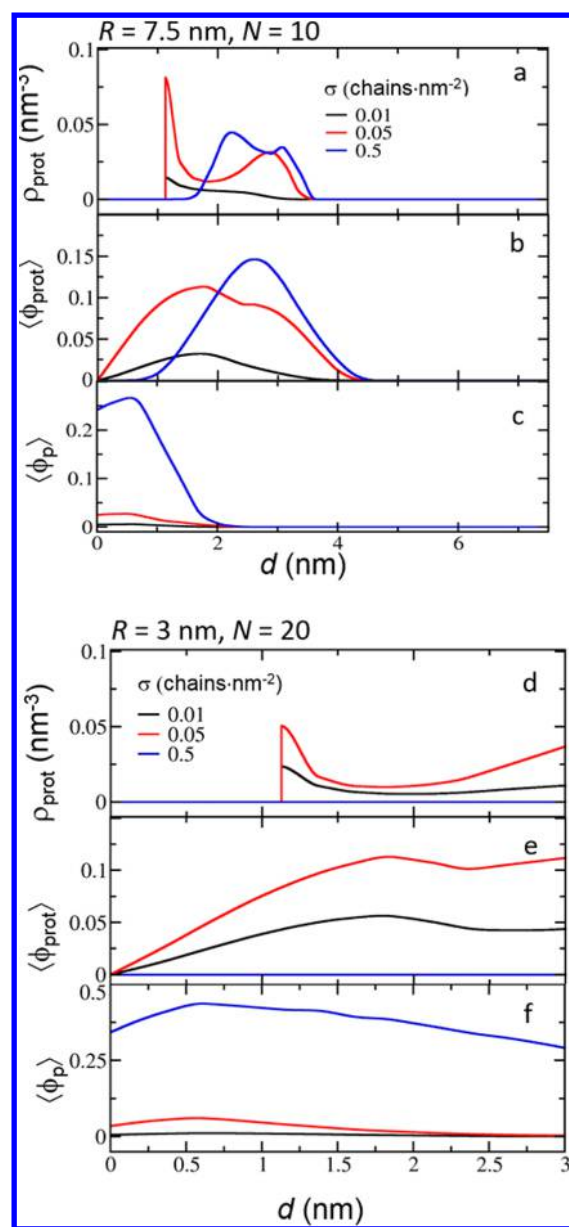 R = 7.5 nm, N = 10
ρprot (nm-3)
0.1
0.05
0
a
σ (chains·nm-2)
0.01
0.05
0.5
⟨ϕprot⟩
0.15
0.1
0.05
0
b
⟨ϕp⟩
0.2
0.1
0
c
0 2 4 6
d (nm)
R = 3 nm, N = 20
ρprot (nm-3)
0.1
0.05
0
d
σ (chains·nm-2)
0.01
0.05
0.5
⟨ϕprot⟩
0.1
0.05
0
e
⟨ϕp⟩
0.5
0.25
0
f
0 0.5 1 1.5 2 2.5 3
d (nm)